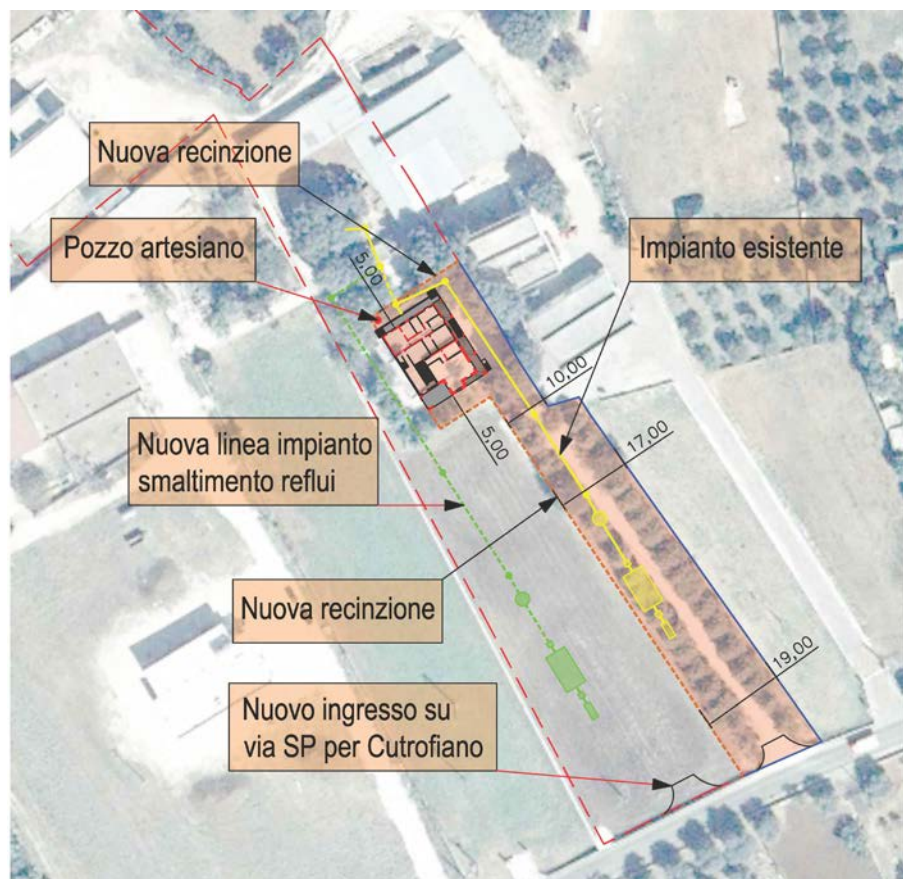 Nuova recinzione
Pozzo artesiano
Impianto esistente
5,00
10,00
5,00
17,00
Nuova linea impianto
smaltimento reflui
Nuova recinzione
19,00
Nuovo ingresso su
via SP per Cutrofiano